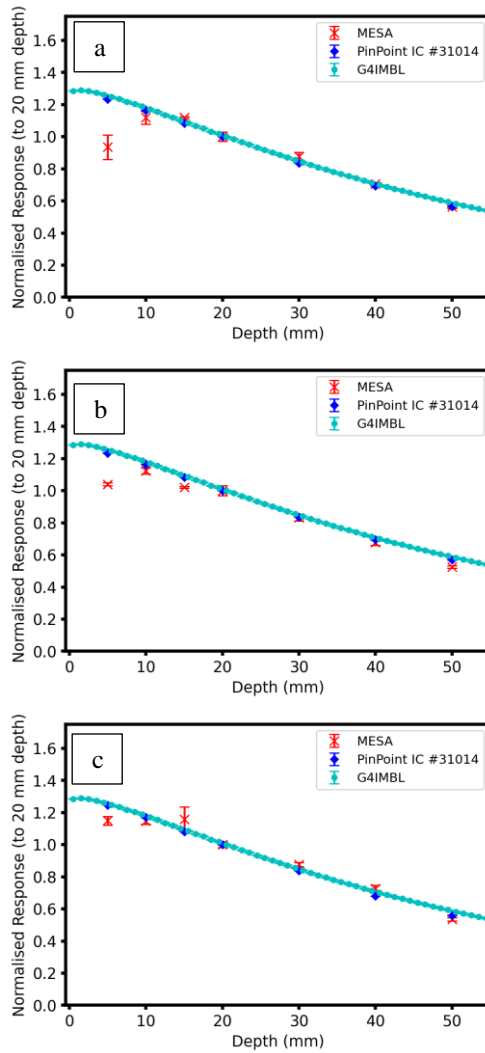 a
MESA
PinPoint IC #31014
G4IMBL
Normalised Response (to 20 mm depth)
1.6
1.4
1.2
1.0
0.8
0.6
0.4
0.2
0.0
0 10 20 30 40 50
Depth (mm)
b
MESA
PinPoint IC #31014
G4IMBL
Normalised Response (to 20 mm depth)
1.6
1.4
1.2
1.0
0.8
0.6
0.4
0.2
0.0
0 10 20 30 40 50
Depth (mm)
c
MESA
PinPoint IC #31014
G4IMBL
Normalised Response (to 20 mm depth)
1.6
1.4
1.2
1.0
0.8
0.6
0.4
0.2
0.0
0 10 20 30 40 50
Depth (mm)